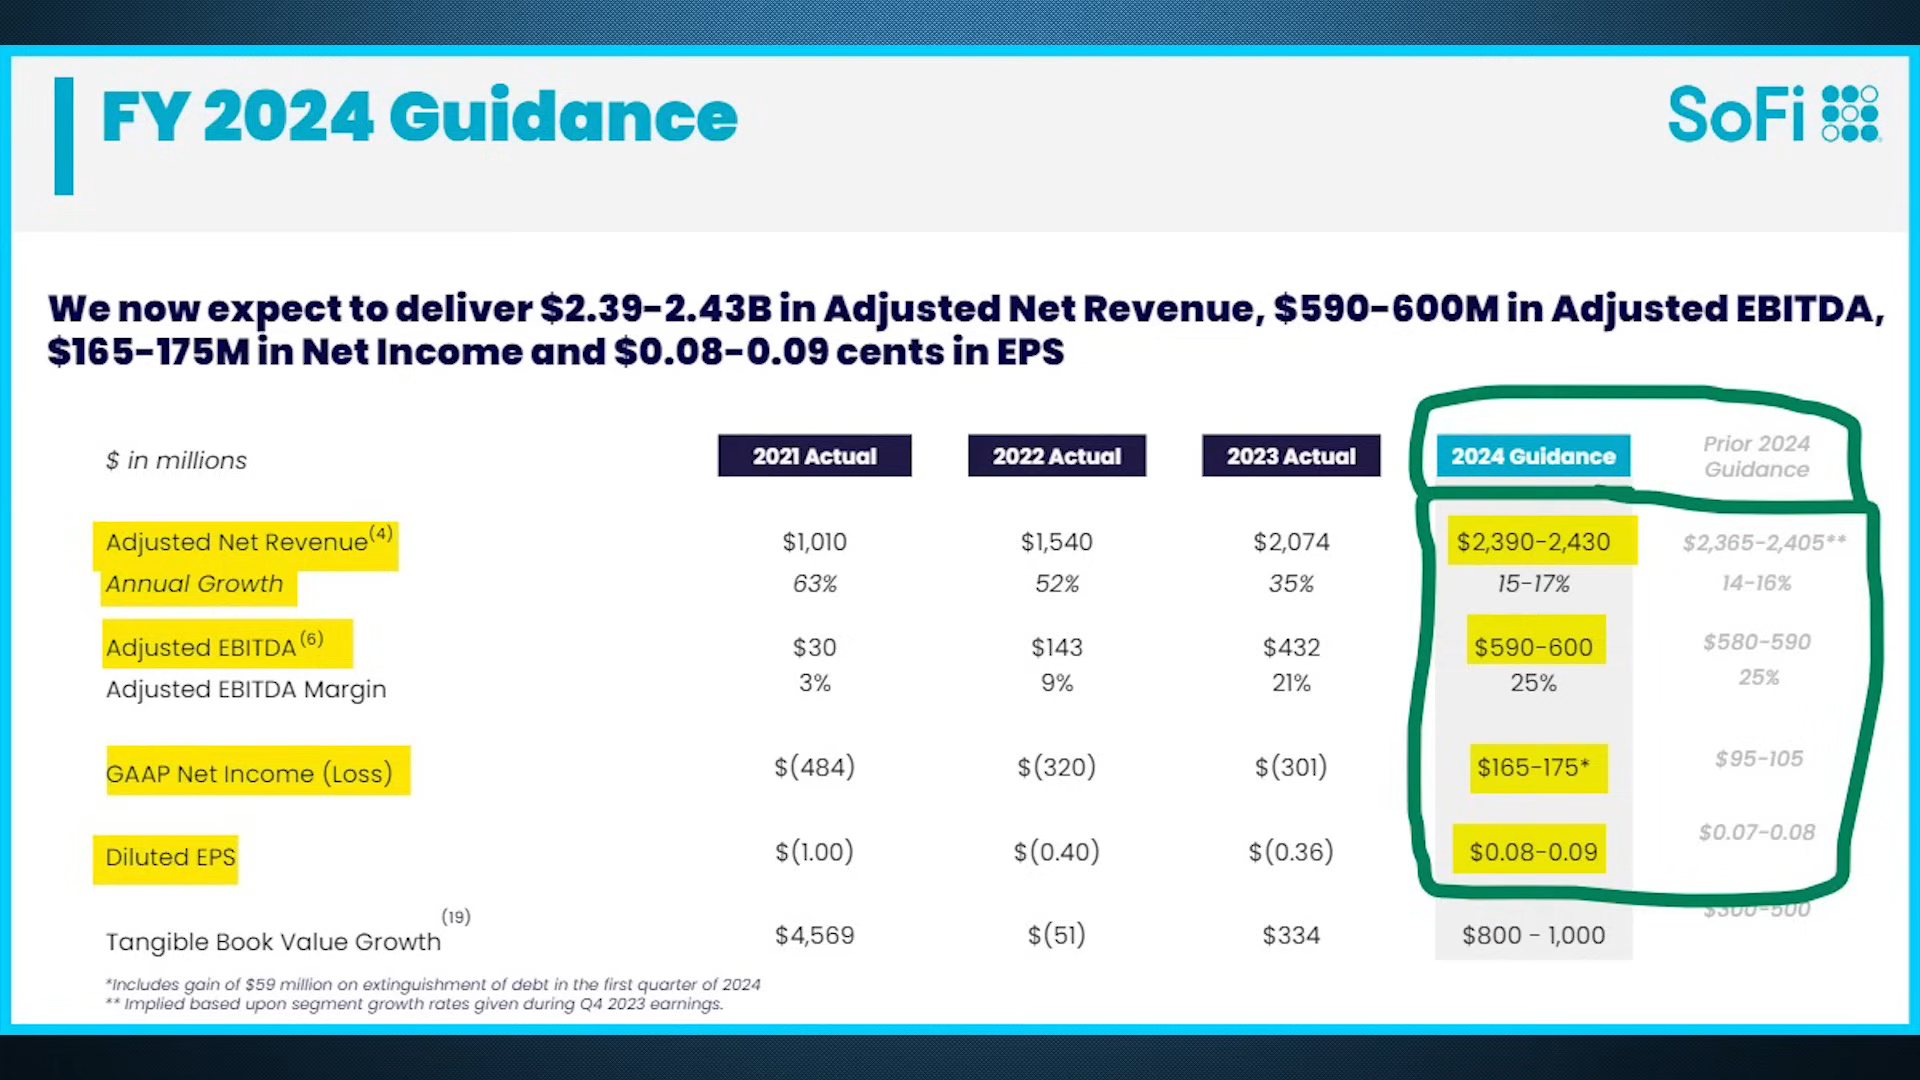 FY 2024 Guidance
SoFi
We now expect to deliver $2.39-2.43B in Adjusted Net Revenue, $590-600M in Adjusted EBITDA,
$165-175M in Net Income and $0.08-0.09 cents in EPS
$ in millions 2021 Actual 2022 Actual 2023 Actual 2024 Guidance Prior 2024 Guidance
Adjusted Net Revenue(4) $1,010 $1,540 $2,074 $2,390-2,430 $2,365-2,405**
Annual Growth 63% 52% 35% 15-17% 14-16%
Adjusted EBITDA(6) $30 $143 $432 $590-600 $580-590
Adjusted EBITDA Margin 3% 9% 21% 25% 25%
GAAP Net Income (Loss) $(484) $(320) $(301) $165-175* $95-105
Diluted EPS $(1.00) $(0.40) $(0.36) $0.08-0.09 $0.07-0.08
Tangible Book Value Growth(19) $4,569 $(51) $334 $800 - 1,000 $300-500
*Includes gain of $59 million on extinguishment of debt in the first quarter of 2024
** Implied based upon segment growth rates given during Q4 2023 earnings.